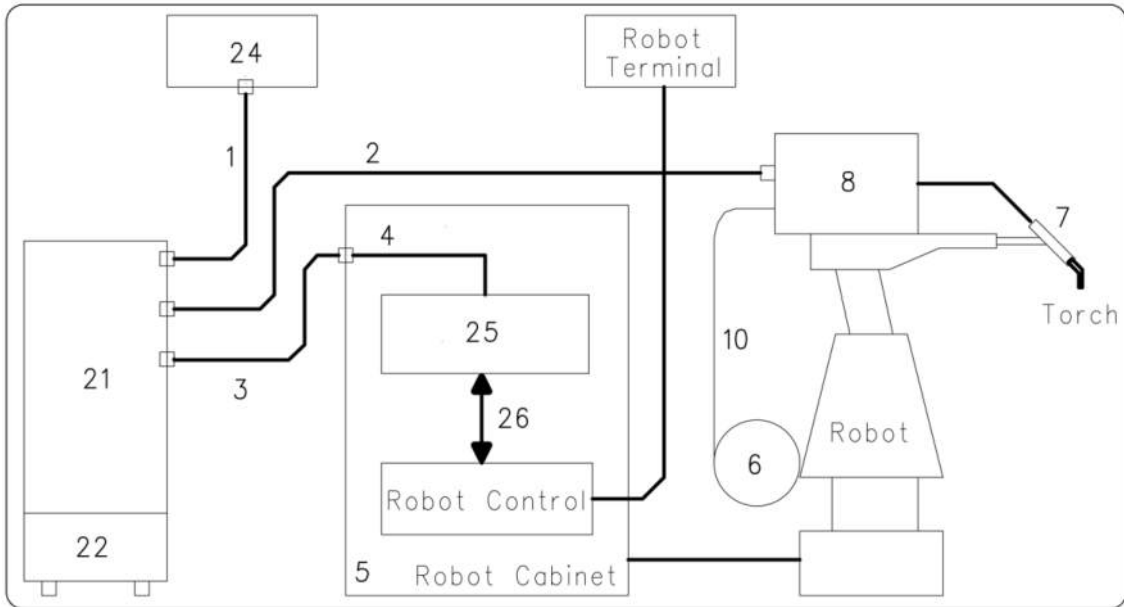 24
Robot
Terminal
1
2
8
7
4
Torch
25
10
21
3
26
Robot
6
Robot Control
22
5
Robot Cabinet